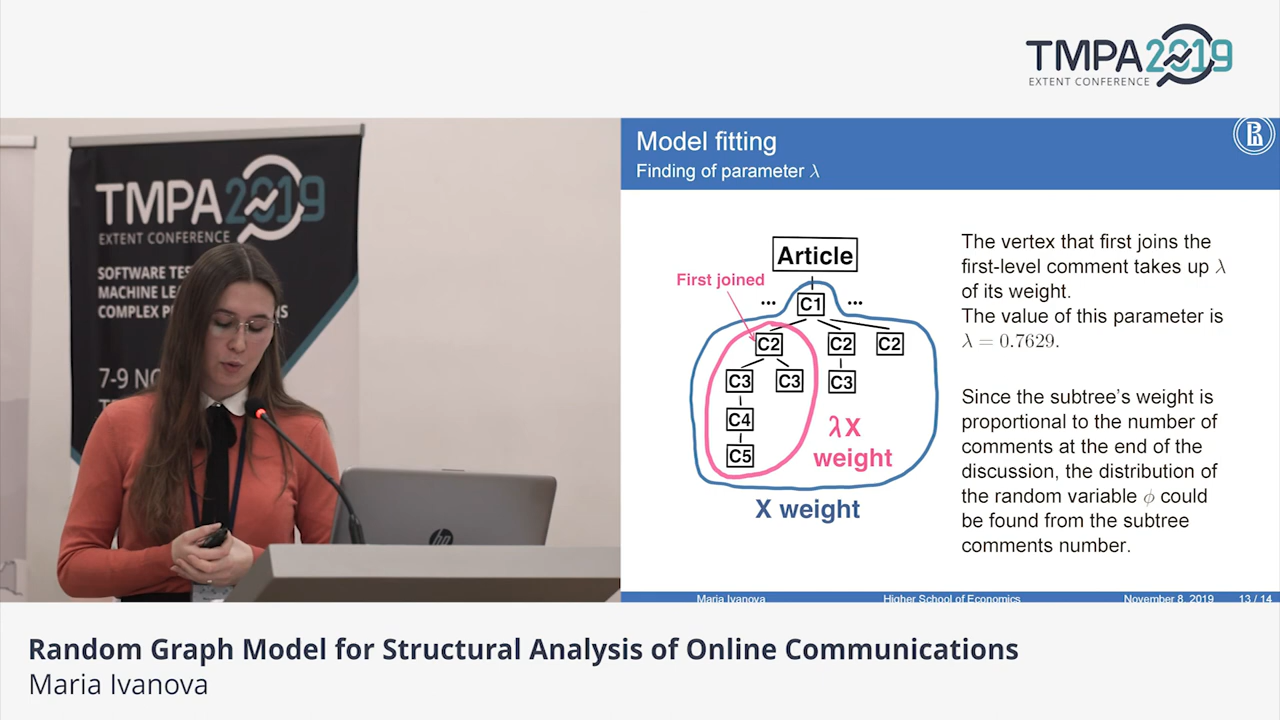 TMPA 2019
EXTENT CONFERENCE
TMPA 2019
EXTENT CONFERENCE
SOFTWARE
MACHINE
COMPLEX
7-9
Model fitting
Finding of parameter λ
Article
First joined
... C1 ...
C2 C2 C2
C3 C3 C3
C4
C5
λX
weight
X weight
The vertex that first joins the
first-level comment takes up λ
of its weight.
The value of this parameter is
λ = 0.7629.
Since the subtree's weight is
proportional to the number of
comments at the end of the
discussion, the distribution of
the random variable ϕ could
be found from the subtree
comments number.
Maria Ivanova Higher School of Economics November 8, 2019 13 / 14
hp
Random Graph Model for Structural Analysis of Online Communications
Maria Ivanova